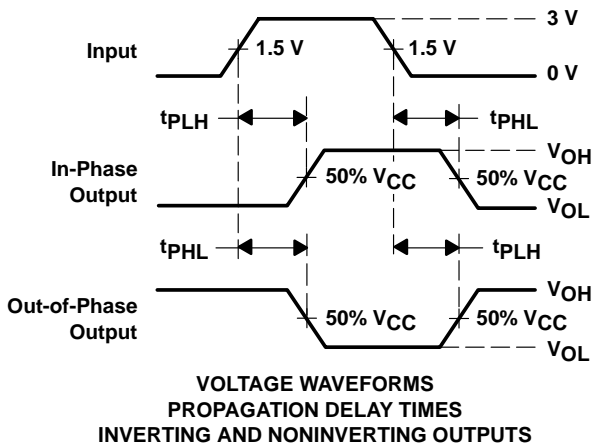 3 V
Input
1.5 V
1.5 V
0 V
tPLH
tPHL
VOH
In-Phase
Output
50% VCC
50% VCC
VOL
tPHL
tPLH
VOH
Out-of-Phase
Output
50% VCC
50% VCC
VOL
VOLTAGE WAVEFORMS
PROPAGATION DELAY TIMES
INVERTING AND NONINVERTING OUTPUTS